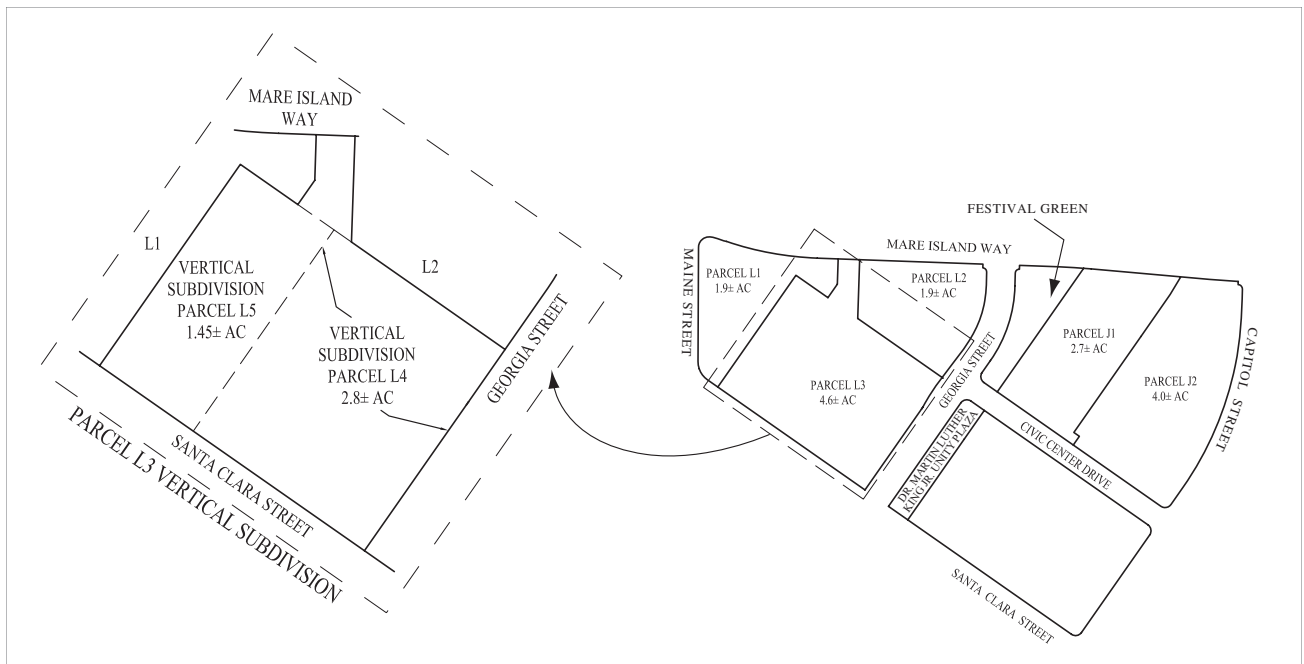 MARE ISLAND
WAY
L1
VERTICAL
SUBDIVISION
PARCEL L5
1.45± AC
L2
VERTICAL
SUBDIVISION
PARCEL L4
2.8± AC
GEORGIA STREET
SANTA CLARA STREET
PARCEL L3 VERTICAL SUBDIVISION
FESTIVAL GREEN
MARE ISLAND WAY
MAINE STREET
PARCEL L1
1.9± AC
PARCEL L2
1.9± AC
PARCEL L3
4.6± AC
GEORGIA STREET
PARCEL J1
2.7± AC
PARCEL J2
4.0± AC
CAPITOL STREET
CIVIC CENTER DRIVE
DR. MARTIN LUTHER
KING JR. UNITY PLAZA
SANTA CLARA STREET